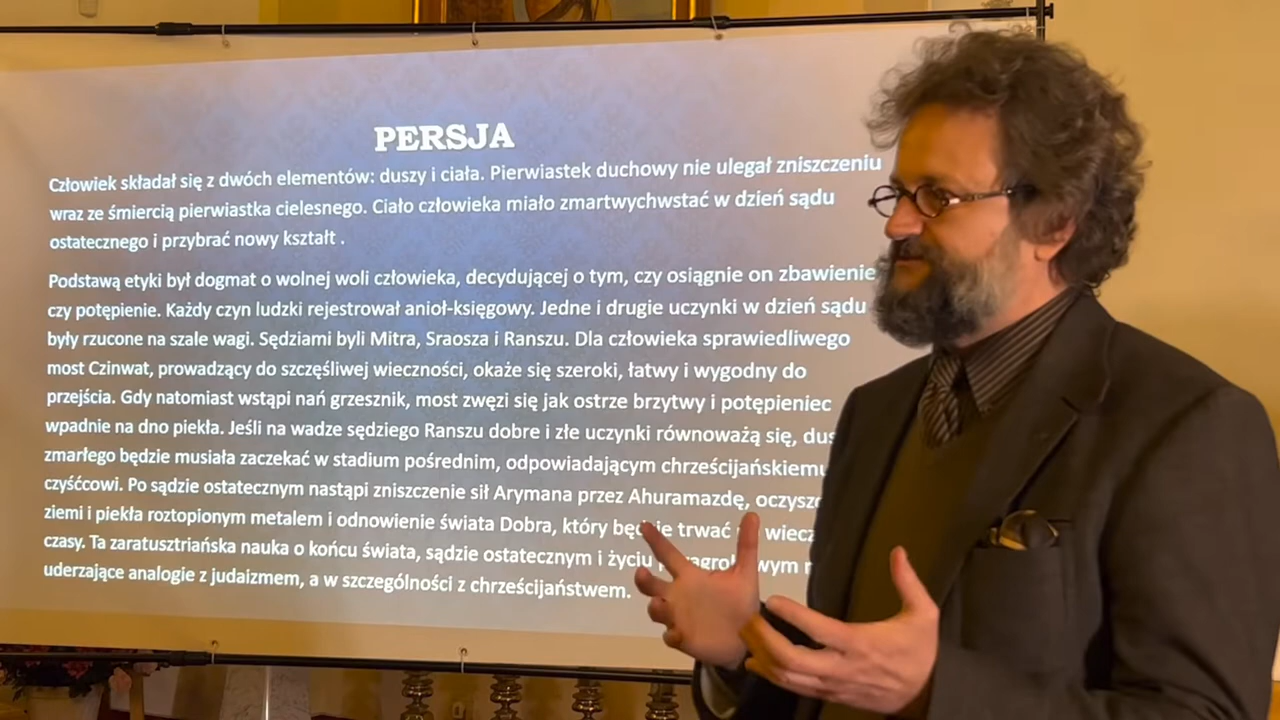 PERSJA
Człowiek składał się z dwóch elementów: duszy i ciała. Pierwiastek duchowy nie ulegał zniszczeniu
wraz ze śmiercią pierwiastka cielesnego. Ciało człowieka miało zmartwychwstać w dzień sądu
ostatecznego i przybrać nowy kształt .
Podstawą etyki był dogmat o wolnej woli człowieka, decydującej o tym, czy osiągnie on zbawienie
czy potępienie. Każdy czyn ludzki rejestrował anioł-księgowy. Jedne i drugie uczynki w dzień sądu
były rzucone na szale wagi. Sędziami byli Mitra, Sraosza i Ranszu. Dla człowieka sprawiedliwego
most Czinwat, prowadzący do szczęśliwej wieczności, okaże się szeroki, łatwy i wygodny do
przejścia. Gdy natomiast wstąpi nań grzesznik, most zwęzi się jak ostrze brzytwy i potępieniec
wpadnie na dno piekła. Jeśli na wadze sędziego Ranszu dobre i złe uczynki równoważą się,
zmarłego będzie musiała zaczekać w stadium pośrednim, odpowiadającym chrześcijańskiemu
czyśćcowi. Po sądzie ostatecznym nastąpi zniszczenie sił Arymana przez Ahuramazdę,
ziemi i piekła roztopionym metalem i odnowienie świata Dobra, który będzie trwać
czasy. Ta zaratusztriańska nauka o końcu świata, sądzie ostatecznym i życiu
uderzające analogie z judaizmem, a w szczególności z chrześcijaństwem.